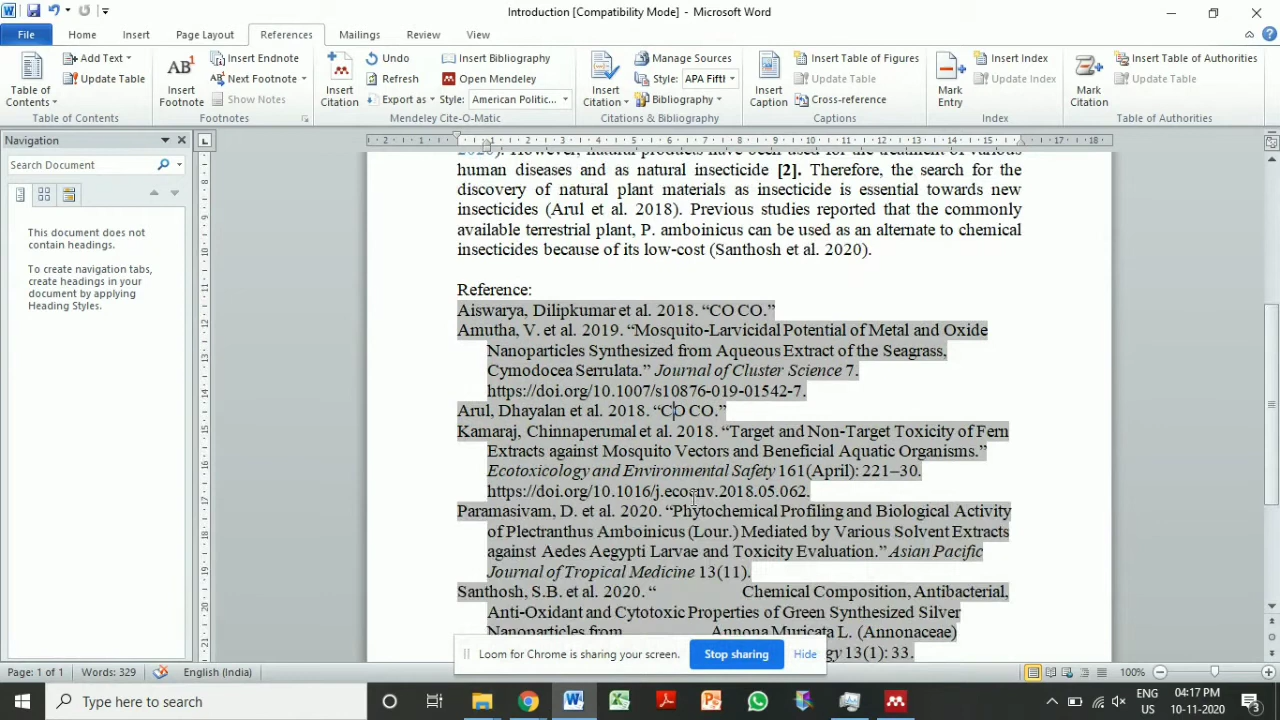 Introduction [Compatibility Mode] - Microsoft Word
File Home Insert Page Layout References Mailings Review View
Table of Contents
Add Text
Update Table
Table of Contents
AB1
Insert Footnote
Insert Endnote
Next Footnote
Show Notes
Footnotes
Insert Citation
Undo
Refresh
Export as
Insert Bibliography
Open Mendeley
Style: American Politic...
Mendeley Cite-O-Matic
Insert Citation
Manage Sources
Style: APA Fifth
Bibliography
Citations & Bibliography
Insert Caption
Insert Table of Figures
Update Table
Cross-reference
Captions
Mark Entry
Insert Index
Update Index
Index
Mark Citation
Insert Table of Authorities
Update Table
Table of Authorities
Navigation
Search Document
This document does not
contain headings.
To create navigation tabs,
create headings in your
document by applying
Heading Styles.
2020). However, natural products have been used for the treatment of various
human diseases and as natural insecticide [2]. Therefore, the search for the
discovery of natural plant materials as insecticide is essential towards new
insecticides (Arul et al. 2018). Previous studies reported that the commonly
available terrestrial plant, P. amboinicus can be used as an alternate to chemical
insecticides because of its low-cost (Santhosh et al. 2020).
Reference:
Aiswarya, Dilipkumar et al. 2018. “CO CO.”
Amutha, V. et al. 2019. “Mosquito-Larvicidal Potential of Metal and Oxide
Nanoparticles Synthesized from Aqueous Extract of the Seagrass,
Cymodocea Serrulata.” Journal of Cluster Science 7.
https://doi.org/10.1007/s10876-019-01542-7.
Arul, Dhayalan et al. 2018. “CO CO.”
Kamaraj, Chinnaperumal et al. 2018. “Target and Non-Target Toxicity of Fern
Extracts against Mosquito Vectors and Beneficial Aquatic Organisms.”
Ecotoxicology and Environmental Safety 161(April): 221–30.
https://doi.org/10.1016/j.ecoenv.2018.05.062.
Paramasivam, D. et al. 2020. “Phytochemical Profiling and Biological Activity
of Plectranthus Amboinicus (Lour.) Mediated by Various Solvent Extracts
against Aedes Aegypti Larvae and Toxicity Evaluation.” Asian Pacific
Journal of Tropical Medicine 13(11).
Santhosh, S.B. et al. 2020. “ Chemical Composition, Antibacterial,
Anti-Oxidant and Cytotoxic Properties of Green Synthesized Silver
Nanoparticles from Annona Muricata L. (Annonaceae)
13(1): 33.
Loom for Chrome is sharing your screen. Stop sharing Hide
Page: 1 of 1 Words: 329 English (India) 100%
Type here to search
ENG US 04:17 PM 10-11-2020 3